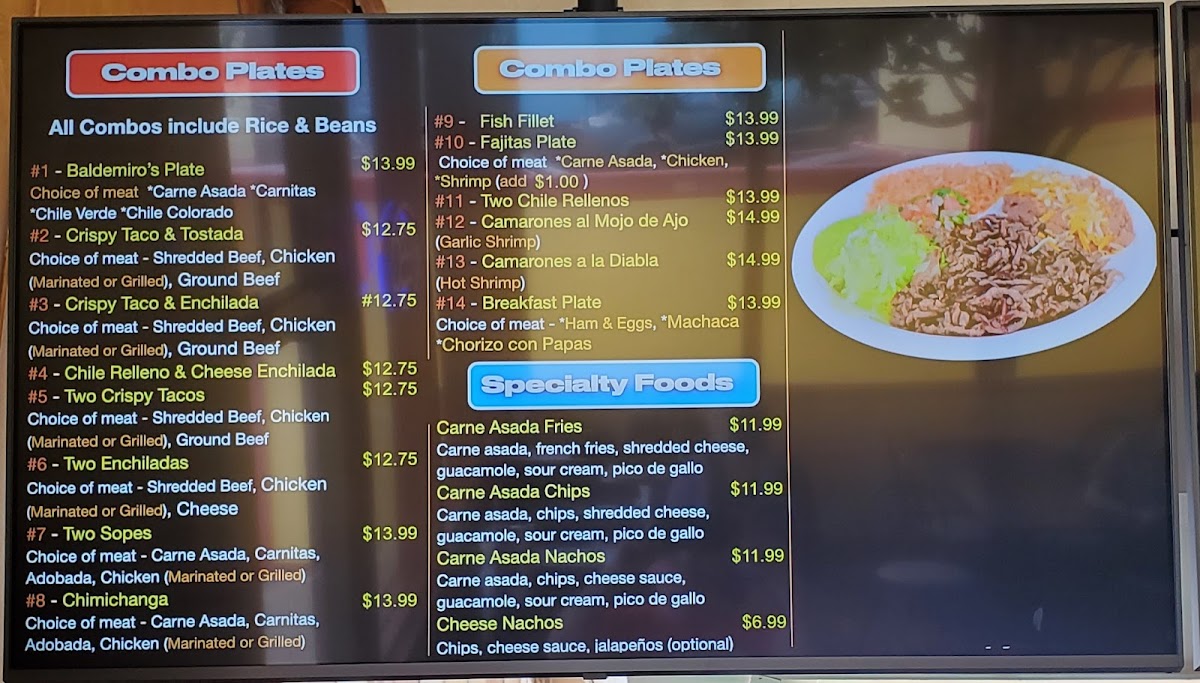 Combo Plates
All Combos include Rice & Beans
#1 - Baldemiro's Plate $13.99
Choice of meat *Carne Asada *Carnitas
*Chile Verde *Chile Colorado
#2 - Crispy Taco & Tostada $12.75
Choice of meat - Shredded Beef, Chicken
(Marinated or Grilled), Ground Beef
#3 - Crispy Taco & Enchilada #12.75
Choice of meat - Shredded Beef, Chicken
(Marinated or Grilled), Ground Beef
#4 - Chile Relleno & Cheese Enchilada $12.75
#5 - Two Crispy Tacos $12.75
Choice of meat - Shredded Beef, Chicken
(Marinated or Grilled), Ground Beef
#6 - Two Enchiladas $12.75
Choice of meat - Shredded Beef, Chicken
(Marinated or Grilled), Cheese
#7 - Two Sopes $13.99
Choice of meat - Carne Asada, Carnitas,
Adobada, Chicken (Marinated or Grilled)
#8 - Chimichanga $13.99
Choice of meat - Carne Asada, Carnitas,
Adobada, Chicken (Marinated or Grilled)
Combo Plates
#9 - Fish Fillet $13.99
#10 - Fajitas Plate $13.99
Choice of meat *Carne Asada, *Chicken,
*Shrimp (add $1.00 )
#11 - Two Chile Rellenos $13.99
#12 - Camarones al Mojo de Ajo $14.99
(Garlic Shrimp)
#13 - Camarones a la Diabla $14.99
(Hot Shrimp)
#14 - Breakfast Plate $13.99
Choice of meat - *Ham & Eggs, *Machaca
*Chorizo con Papas
Specialty Foods
Carne Asada Fries $11.99
Carne asada, french fries, shredded cheese,
guacamole, sour cream, pico de gallo
Carne Asada Chips $11.99
Carne asada, chips, shredded cheese,
guacamole, sour cream, pico de gallo
Carne Asada Nachos $11.99
Carne asada, chips, cheese sauce,
guacamole, sour cream, pico de gallo
Cheese Nachos $6.99
Chips, cheese sauce, jalapeños (optional)